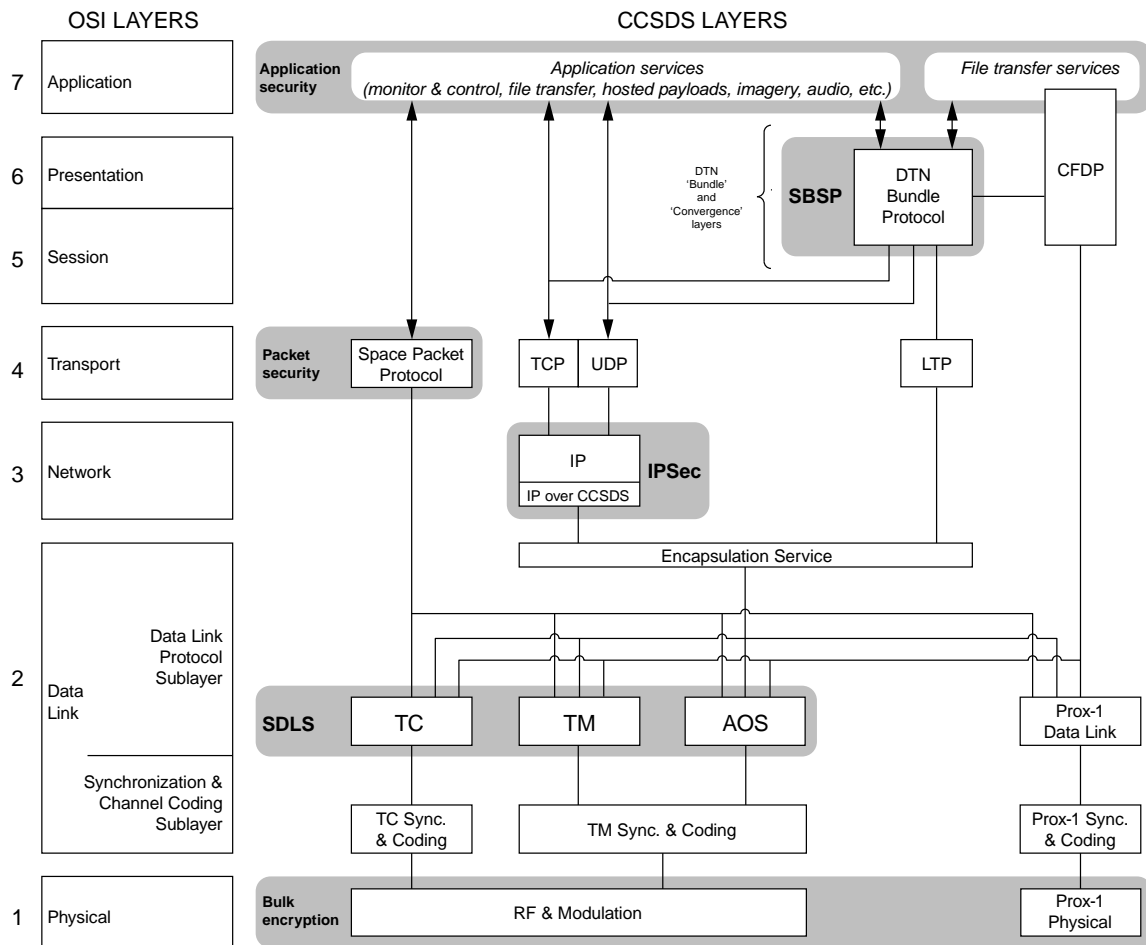 OSI LAYERS
CCSDS LAYERS
7
Application
Application
security
Application services
(monitor & control, file transfer, hosted payloads, imagery, audio, etc.)
File transfer services
6
Presentation
DTN
'Bundle'
and
'Convergence'
layers
SBSP
DTN
Bundle
Protocol
CFDP
5
Session
4
Transport
Packet
security
Space Packet
Protocol
TCP
UDP
LTP
3
Network
IP
IP over CCSDS
IPSec
Encapsulation Service
2
Data
Link
Data Link
Protocol
Sublayer
SDLS
TC
TM
AOS
Prox-1
Data Link
Synchronization &
Channel Coding
Sublayer
TC Sync.
& Coding
TM Sync. & Coding
Prox-1 Sync.
& Coding
1
Physical
Bulk
encryption
RF & Modulation
Prox-1
Physical